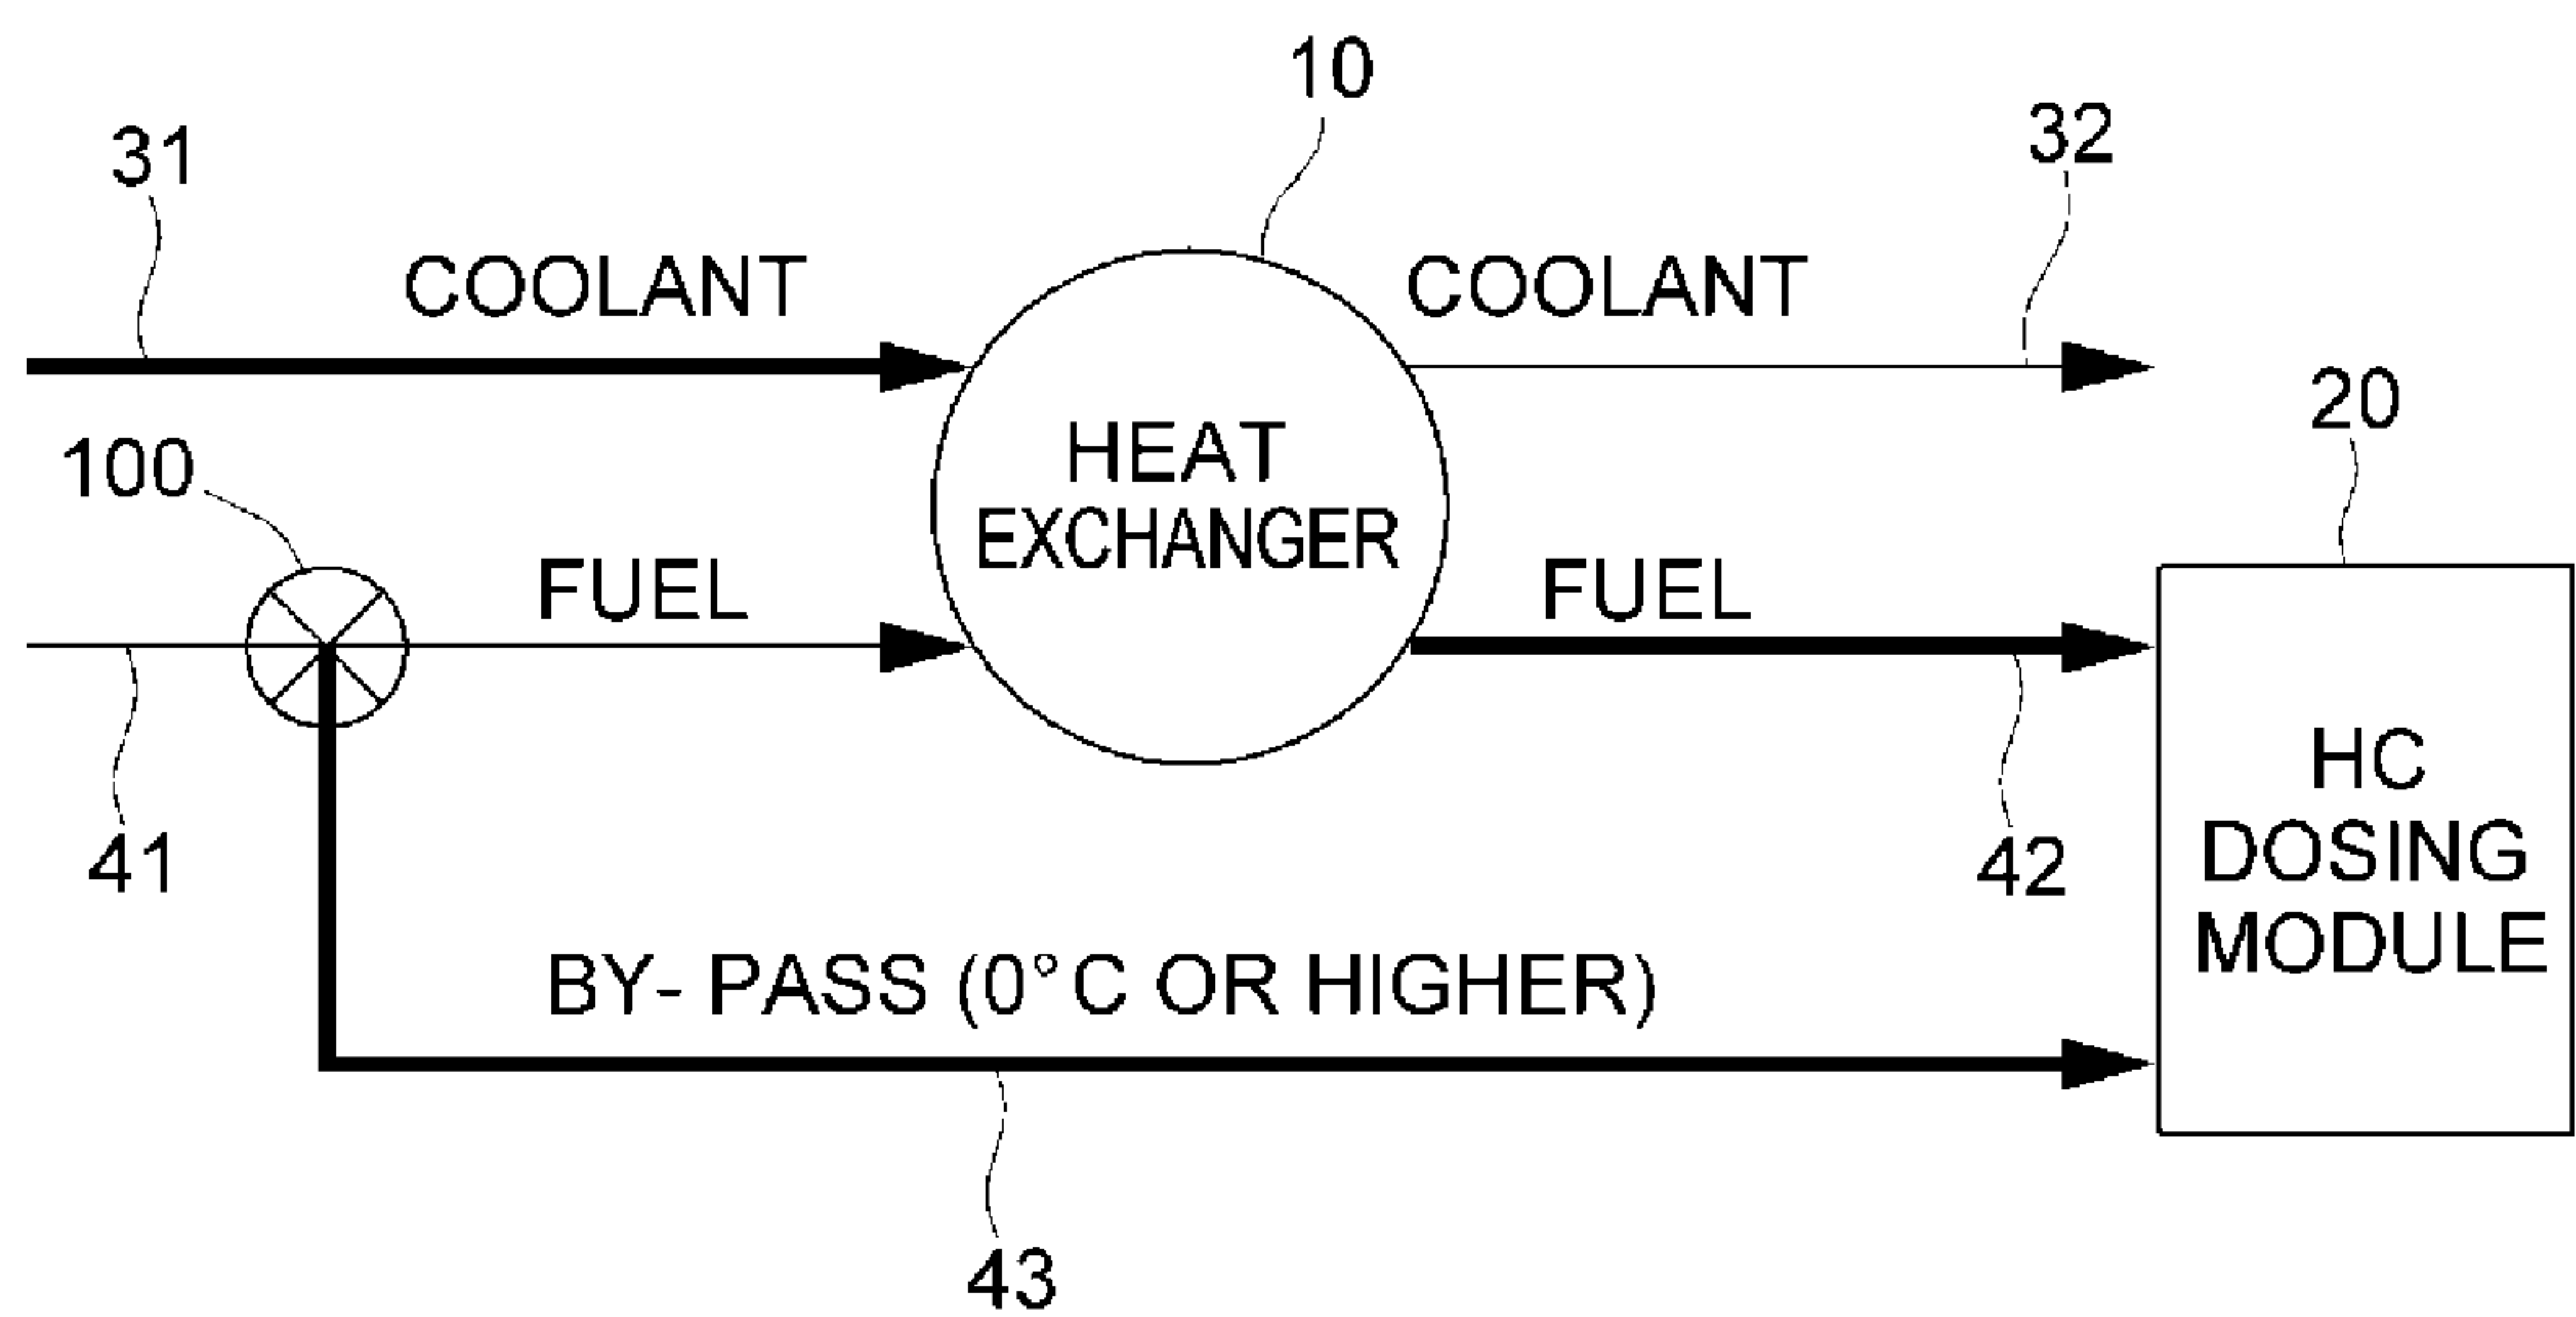 10
31
32
COOLANT
COOLANT
20
100
HEAT
EXCHANGER
FUEL
FUEL
HC
DOSING
MODULE
41
42
BY- PASS (0°C OR HIGHER)
43